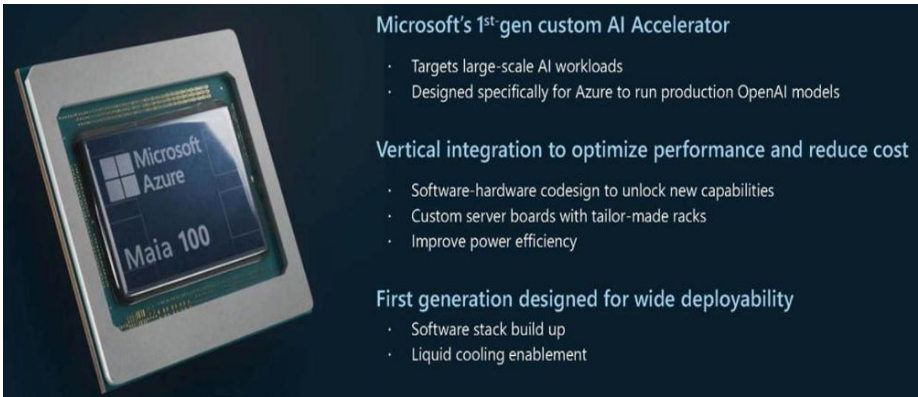 Microsoft
Azure
Maia 100
Microsoft's 1st-gen custom AI Accelerator
· Targets large-scale AI workloads
· Designed specifically for Azure to run production OpenAI models
Vertical integration to optimize performance and reduce cost
· Software-hardware codesign to unlock new capabilities
· Custom server boards with tailor-made racks
· Improve power efficiency
First generation designed for wide deployability
· Software stack build up
· Liquid cooling enablement